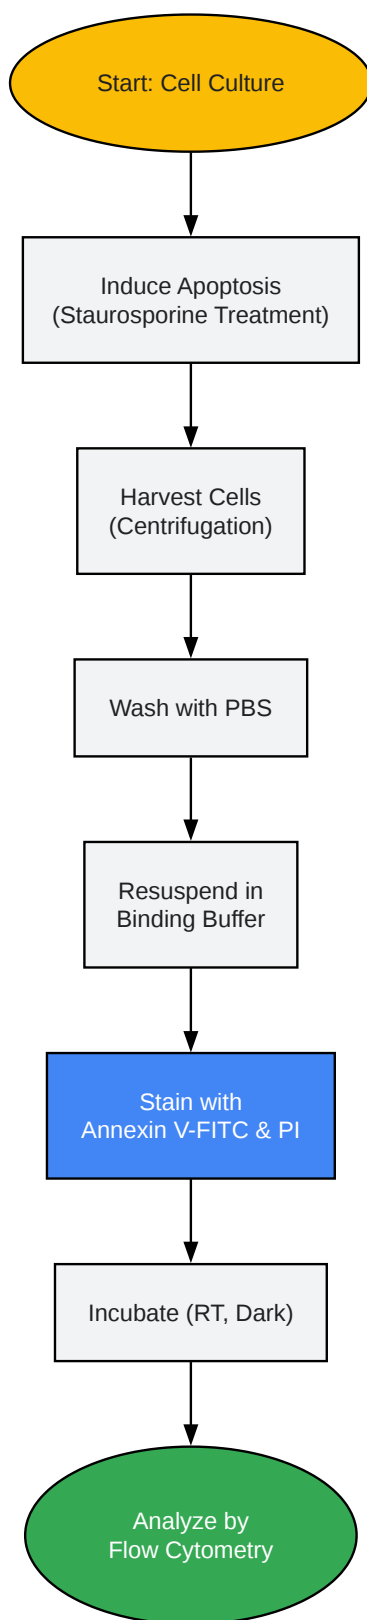 Start: Cell Culture
Induce Apoptosis
(Staurosporine Treatment)
Harvest Cells
(Centrifugation)
Wash with PBS
Resuspend in
Binding Buffer
Stain with
Annexin V-FITC & PI
Incubate (RT, Dark)
Analyze by
Flow Cytometry